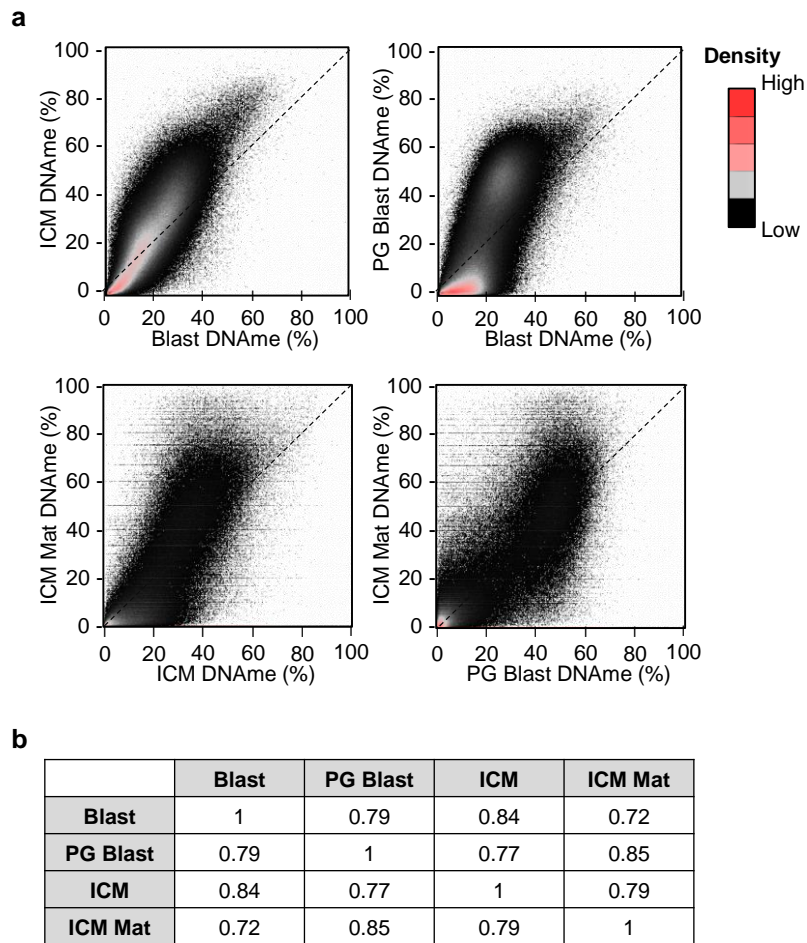 a
100
80
60
40
20
0
ICM DNAme (%)
0 20 40 60 80 100
Blast DNAme (%)
100
80
60
40
20
0
PG Blast DNAme (%)
0 20 40 60 80 100
Blast DNAme (%)
Density
High
Low
100
80
60
40
20
0
ICM Mat DNAme (%)
0 20 40 60 80 100
ICM DNAme (%)
100
80
60
40
20
0
ICM Mat DNAme (%)
0 20 40 60 80 100
PG Blast DNAme (%)
b
Blast PG Blast ICM ICM Mat
Blast 1 0.79 0.84 0.72
PG Blast 0.79 1 0.77 0.85
ICM 0.84 0.77 1 0.79
ICM Mat 0.72 0.85 0.79 1